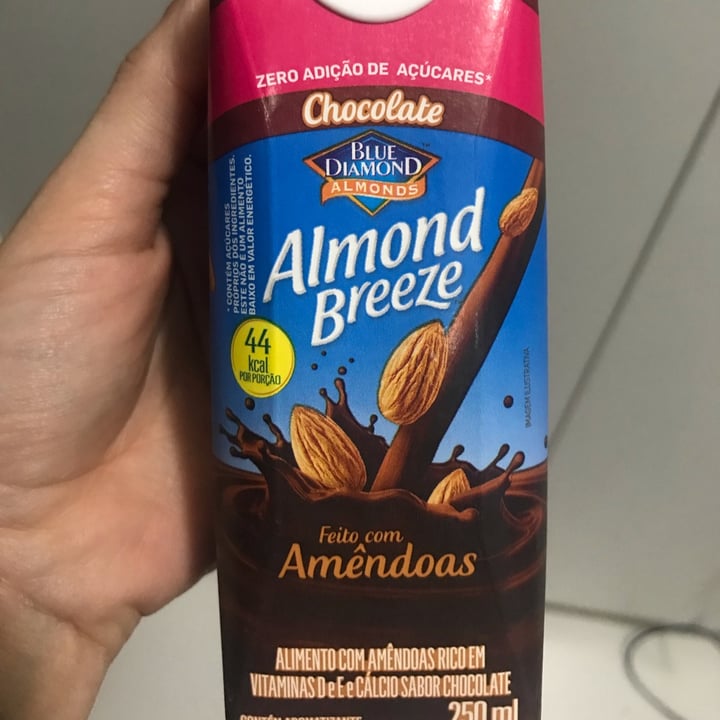 ZERO ADIÇÃO DE AÇÚCARES*
Chocolate
BLUE
DIAMOND
ALMONDS
Almond
Breeze
* CONTÉM AÇÚCARES
PRÓPRIOS DOS INGREDIENTES.
ESTE NÃO É UM ALIMENTO
BAIXO EM VALOR ENERGÉTICO.
44
kcal
POR PORÇÃO
IMAGEM ILUSTRATIVA
Feito com
Amêndoas
ALIMENTO COM AMÊNDOAS RICO EM
VITAMINAS D e E e CÁLCIO SABOR CHOCOLATE
CONTÉM AROMATIZANTE
250 ml